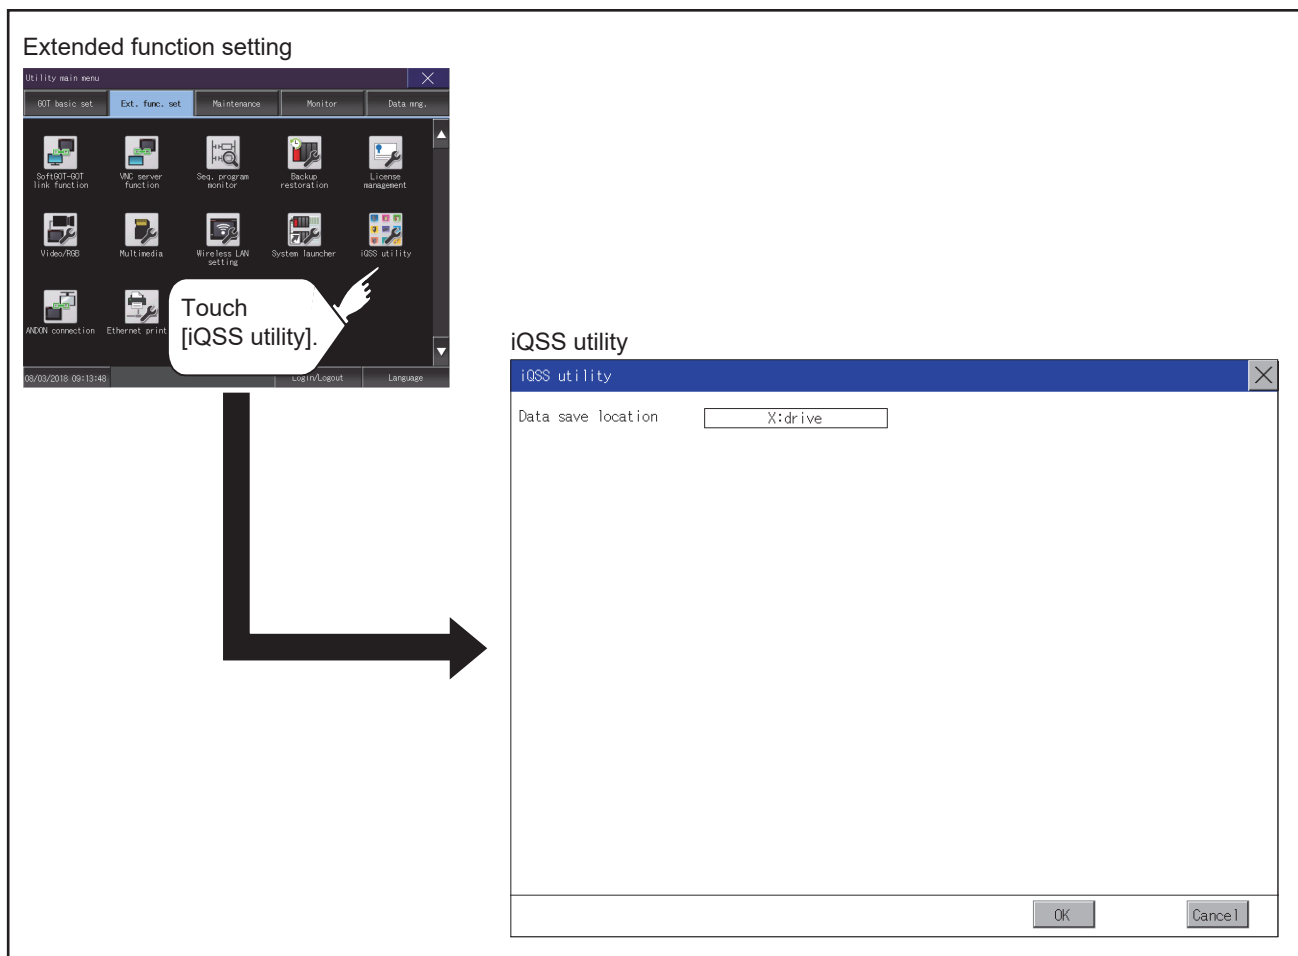 Extended function setting
Utility main menu
GOT basic set Ext. func. set Maintenance Monitor Data mng.
SoftGOT-GOT link function
VNC server function
Seq. program monitor
Backup restoration
License management
Video/RGB
Multimedia
Wireless LAN setting
System launcher
iQSS utility
ANDON connection
Ethernet print
Touch
[iQSS utility].
08/03/2018 09:13:48 Login/Logout Language
iQSS utility
iQSS utility
Data save location X:drive
OK Cancel